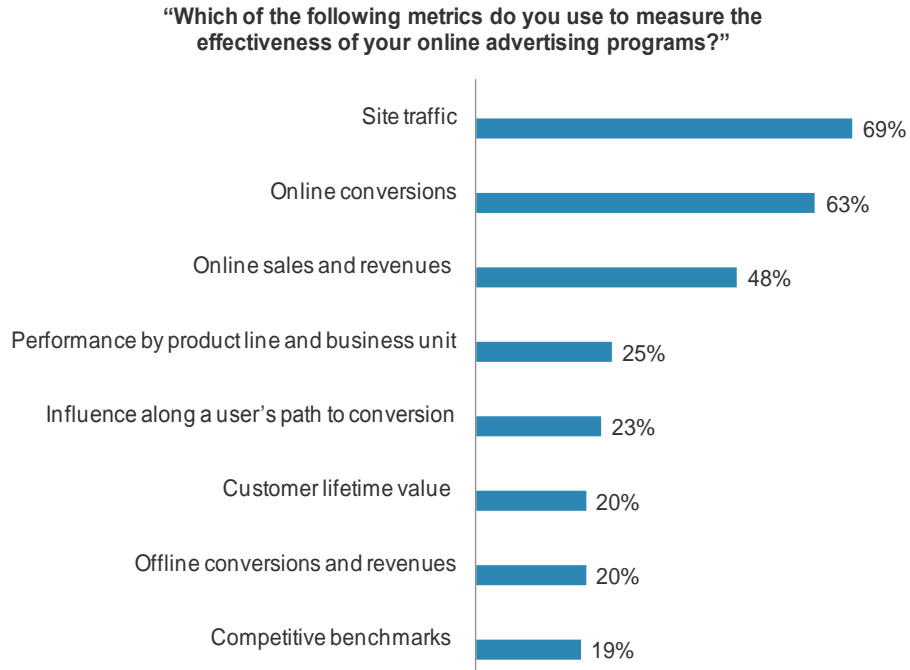 “Which of the following metrics do you use to measure the
effectiveness of your online advertising programs?”
Site traffic
69%
Online conversions
63%
Online sales and revenues
48%
Performance by product line and business unit
25%
Influence along a user’s path to conversion
23%
Customer lifetime value
20%
Offline conversions and revenues
20%
Competitive benchmarks
19%